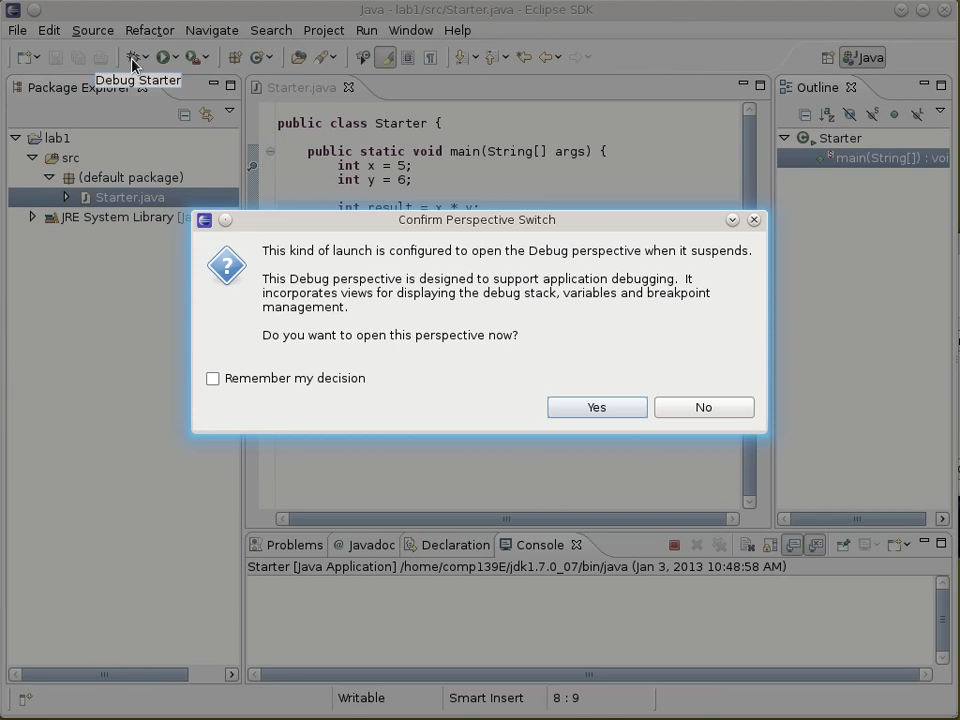 Java - lab1/src/Starter.java - Eclipse SDK
File Edit Source Refactor Navigate Search Project Run Window Help
Java
Debug Starter
Package Explorer
Starter.java
Outline
lab1
src
(default package)
Starter.java
JRE System Library [
public class Starter {
public static void main(String[] args) {
int x = 5;
int y = 6;
int result = x * y;
Starter
main(String[]) : voi
Confirm Perspective Switch
This kind of launch is configured to open the Debug perspective when it suspends.
This Debug perspective is designed to support application debugging. It
incorporates views for displaying the debug stack, variables and breakpoint
management.
Do you want to open this perspective now?
Remember my decision
Yes
No
Problems
@ Javadoc
Declaration
Console
Starter [Java Application] /home/comp139E/jdk1.7.0_07/bin/java (Jan 3, 2013 10:48:58 AM)
Writable
Smart Insert
8 : 9